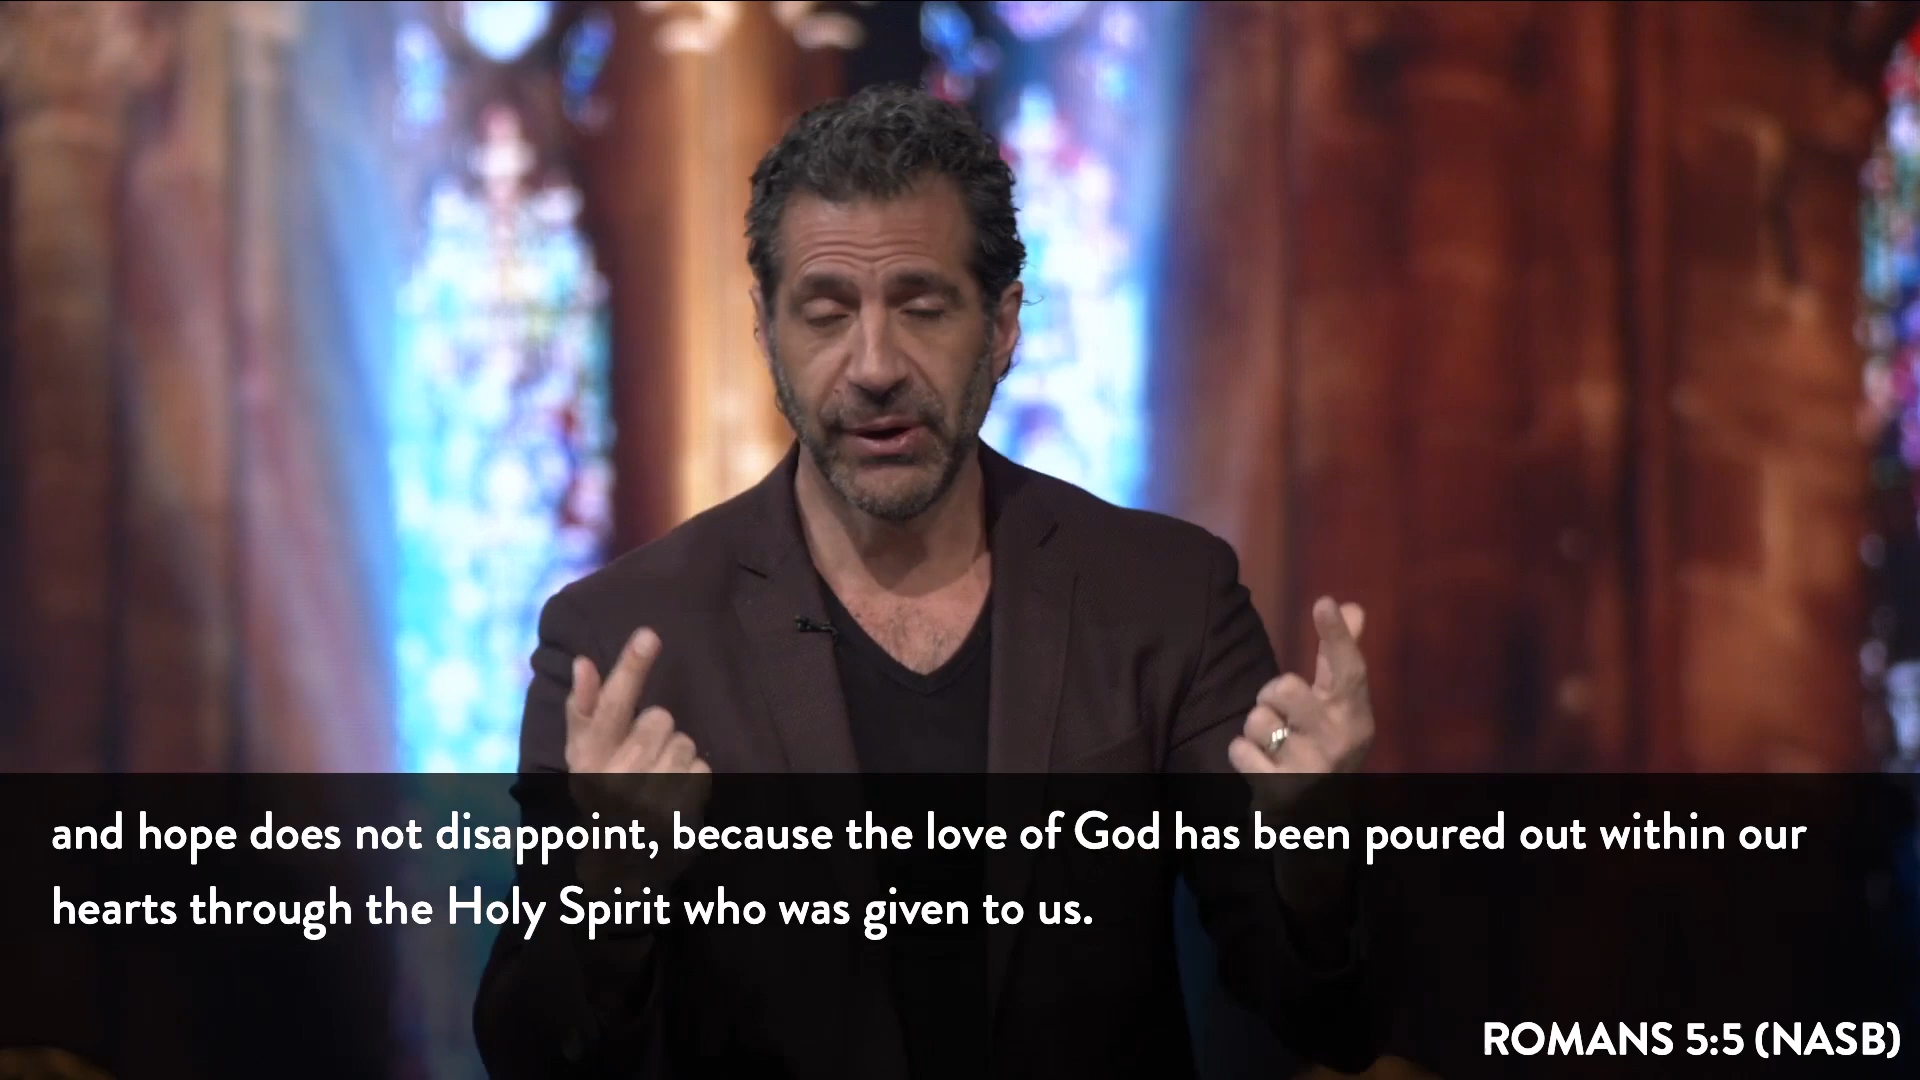 and hope does not disappoint, because the love of God has been poured out within our
hearts through the Holy Spirit who was given to us.
ROMANS 5:5 (NASB)